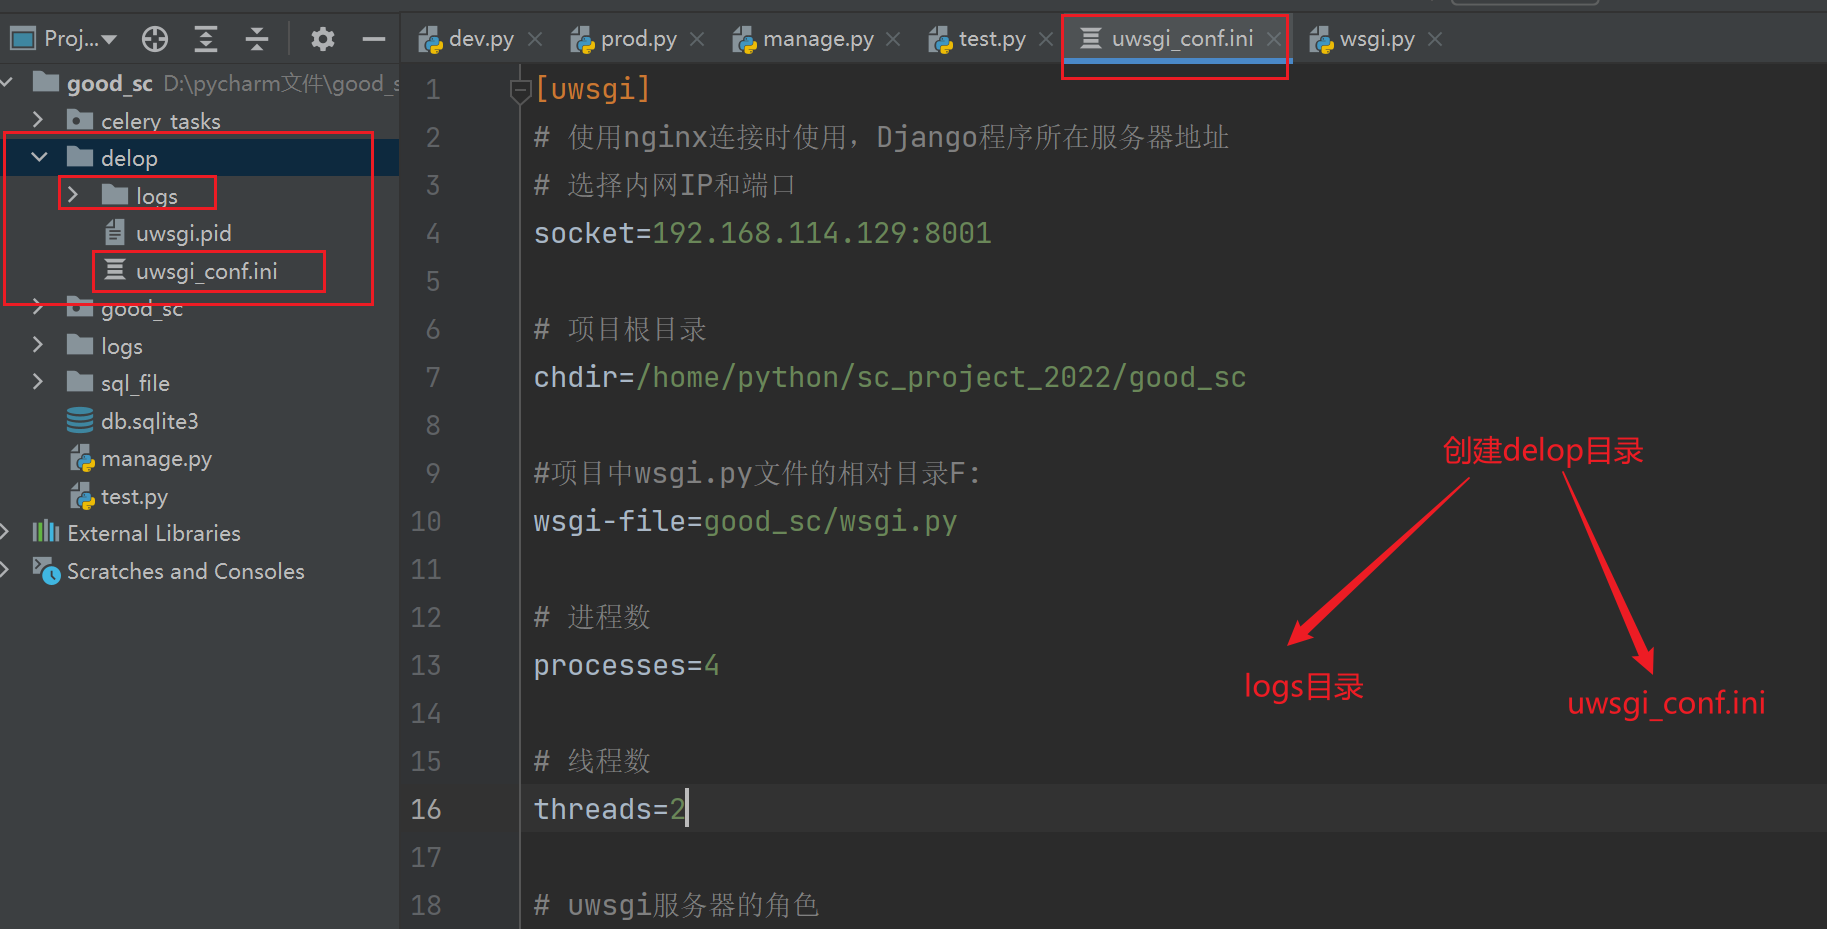 Proj...
dev.py
prod.py
manage.py
test.py
uwsgi_conf.ini
wsgi.py
good_sc D:\pycharm文件\good_s
celery_tasks
delop
logs
uwsgi.pid
uwsgi_conf.ini
good_sc
logs
sql_file
db.sqlite3
manage.py
test.py
External Libraries
Scratches and Consoles
1 [uwsgi]
2 # 使用nginx连接时使用，Django程序所在服务器地址
3 # 选择内网IP和端口
4 socket=192.168.114.129:8001
5
6 # 项目根目录
7 chdir=/home/python/sc_project_2022/good_sc
8
9 #项目中wsgi.py文件的相对目录F:
10 wsgi-file=good_sc/wsgi.py
11
12 # 进程数
13 processes=4
14
15 # 线程数
16 threads=2
17
18 # uwsgi服务器的角色
创建delop目录
logs目录
uwsgi_conf.ini